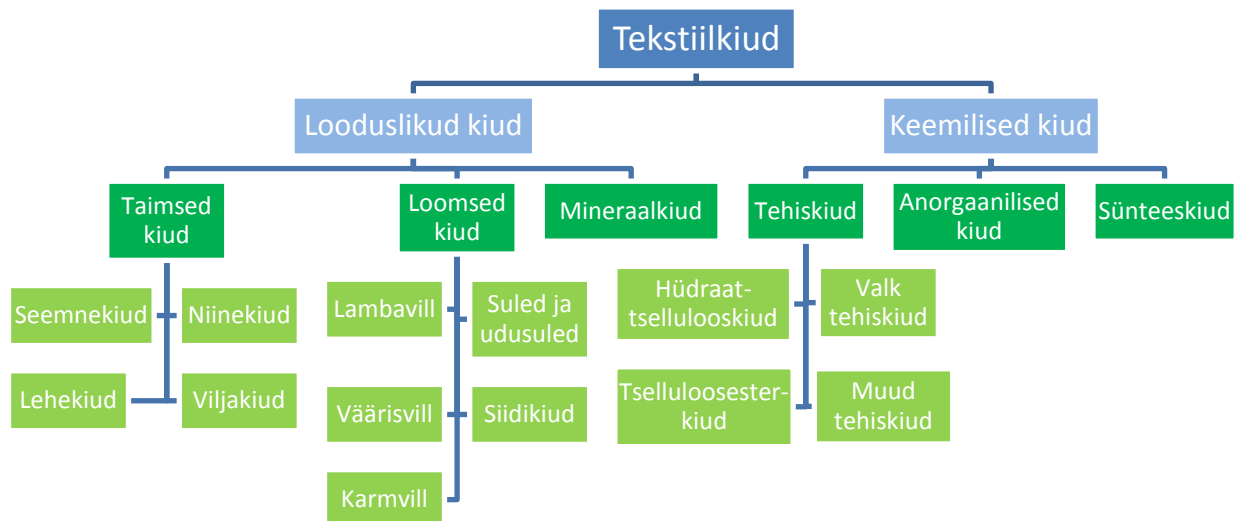 Tekstiilkiud
Looduslikud kiud
Keemilised kiud
Taimsed
kiud
Loomsed
kiud
Mineraalkiud
Tehiskiud
Anorgaanilised
kiud
Sünteeskiud
Seemnekiud
Niinekiud
Lehekiud
Viljakiud
Lambavill
Suled ja
udusuled
Väärisvill
Siidikiud
Karmvill
Hüdraat-
tsellulooskiud
Valk
tehiskiud
Tselluloosester-
kiud
Muud
tehiskiud